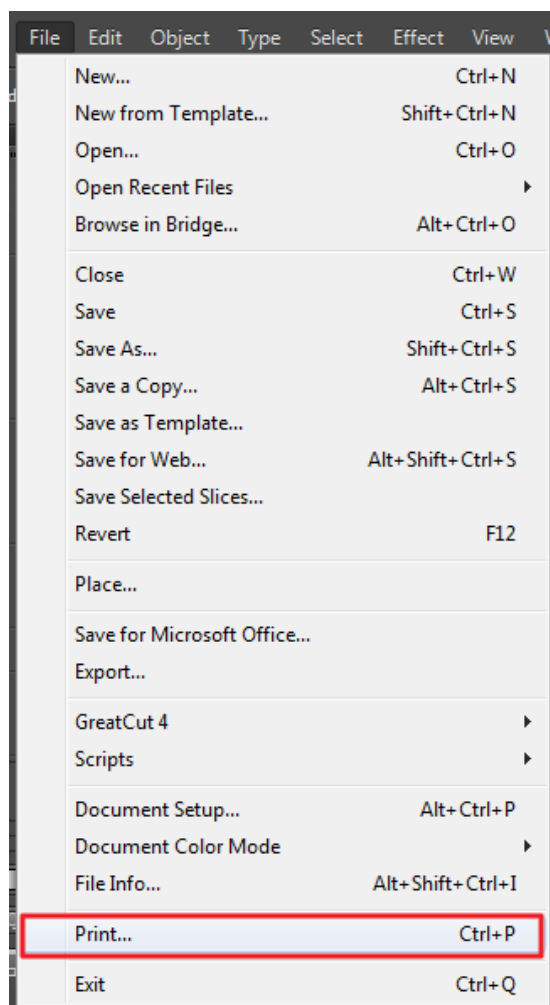 File Edit Object Type Select Effect View
New... Ctrl+N
New from Template... Shift+Ctrl+N
Open... Ctrl+O
Open Recent Files
Browse in Bridge... Alt+Ctrl+O
Close Ctrl+W
Save Ctrl+S
Save As... Shift+Ctrl+S
Save a Copy... Alt+Ctrl+S
Save as Template...
Save for Web... Alt+Shift+Ctrl+S
Save Selected Slices...
Revert F12
Place...
Save for Microsoft Office...
Export...
GreatCut 4
Scripts
Document Setup... Alt+Ctrl+P
Document Color Mode
File Info... Alt+Shift+Ctrl+I
Print... Ctrl+P
Exit Ctrl+Q